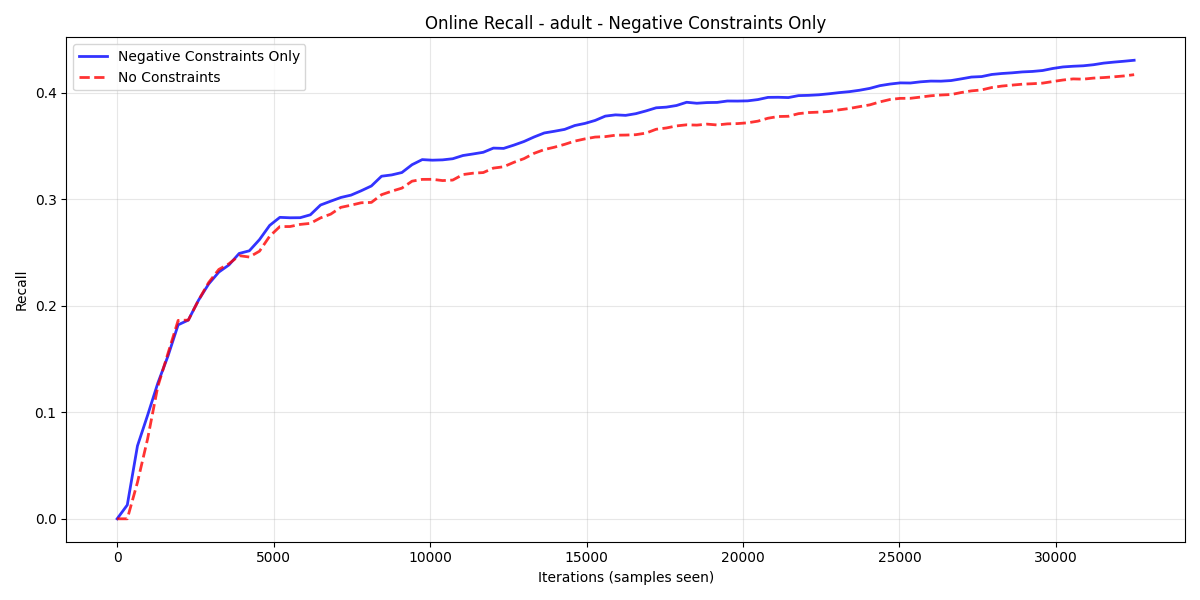 Online Recall - adult - Negative Constraints Only
Negative Constraints Only
No Constraints
Recall
0.4
0.3
0.2
0.1
0.0
0
5000
10000
15000
20000
25000
30000
Iterations (samples seen)